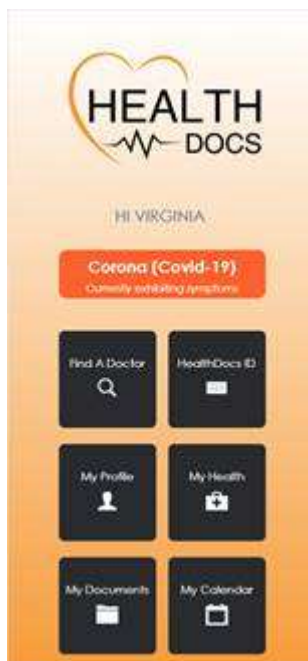 HEALTH
DOCS
HI VIRGINIA
Corona (Covid-19)
Currently exhibiting symptoms
Find A Doctor
HealthDocs ID
My Profile
My Health
My Documents
My Calendar